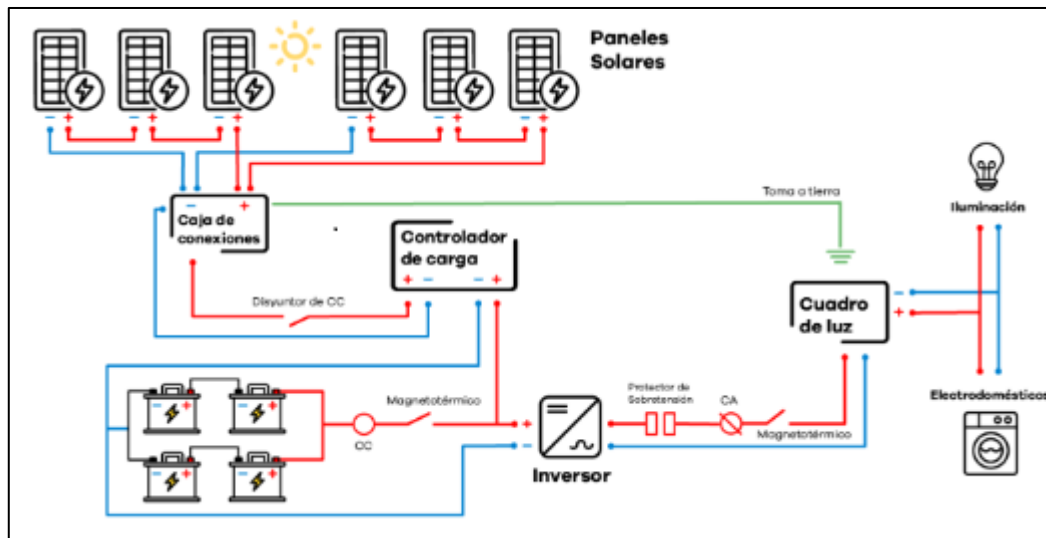 Paneles
Solares
- + - + - + - + - + - +
Toma a tierra
Iluminación
- +
Caja de
conexiones
Controlador
de carga
+ - - +
Disyuntor de CC
Cuadro
de luz
-
+
Protector de
Sobretensión
CA
Magnetotérmico
Magnetotérmico
CC
+
-
Inversor
Electrodomésticos
- + - +
- + - +